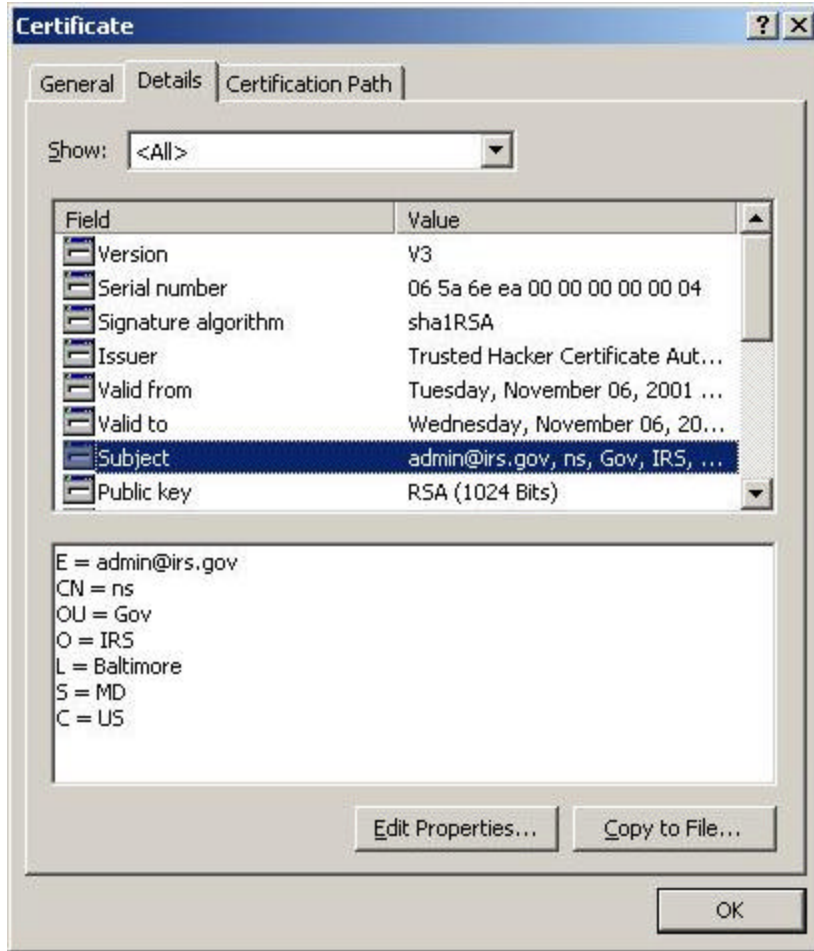 Certificate
General Details Certification Path
Show: <All>
Field Value
Version V3
Serial number 06 5a 6e ea 00 00 00 00 00 04
Signature algorithm sha1RSA
Issuer Trusted Hacker Certificate Aut...
Valid from Tuesday, November 06, 2001 ...
Valid to Wednesday, November 06, 20...
Subject admin@irs.gov, ns, Gov, IRS, ...
Public key RSA (1024 Bits)
E = admin@irs.gov
CN = ns
OU = Gov
O = IRS
L = Baltimore
S = MD
C = US
Edit Properties... Copy to File...
OK